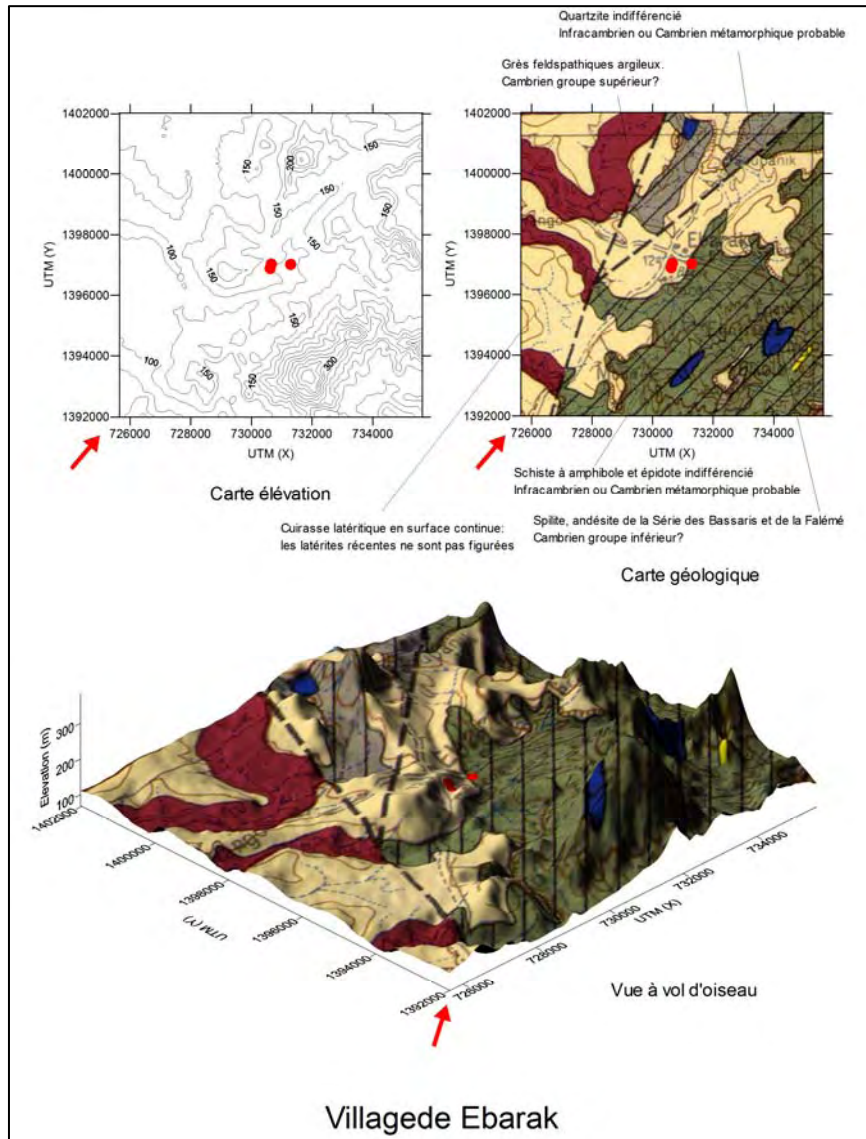 Quartzite indifférencié
Infracambrien ou Cambrien métamorphique probable
Grès feldspathiques argileux.
Cambrien groupe supérieur?
1402000
1400000
1398000
1396000
1394000
1392000
UTM (Y)
726000 728000 730000 732000 734000
UTM (X)
150
200
150
150
150
150
150
100
150
150
150
100
150
150
300
Carte élévation
1402000
1400000
1398000
1396000
1394000
1392000
UTM (Y)
726000 728000 730000 732000 734000
UTM (X)
Ebarak
Schiste à amphibole et épidote indifférencié
Infracambrien ou Cambrien métamorphique probable
Cuirasse latéritique en surface continue:
les latérites récentes ne sont pas figurées
Spilite, andésite de la Série des Bassaris et de la Falémé
Cambrien groupe inférieur?
Carte géologique
Elevation (m)
300
200
100
1402000
1400000
1398000
1396000
1394000
1392000
UTM (Y)
726000
728000
730000
732000
734000
UTM (X)
Vue à vol d'oiseau
Villagede Ebarak